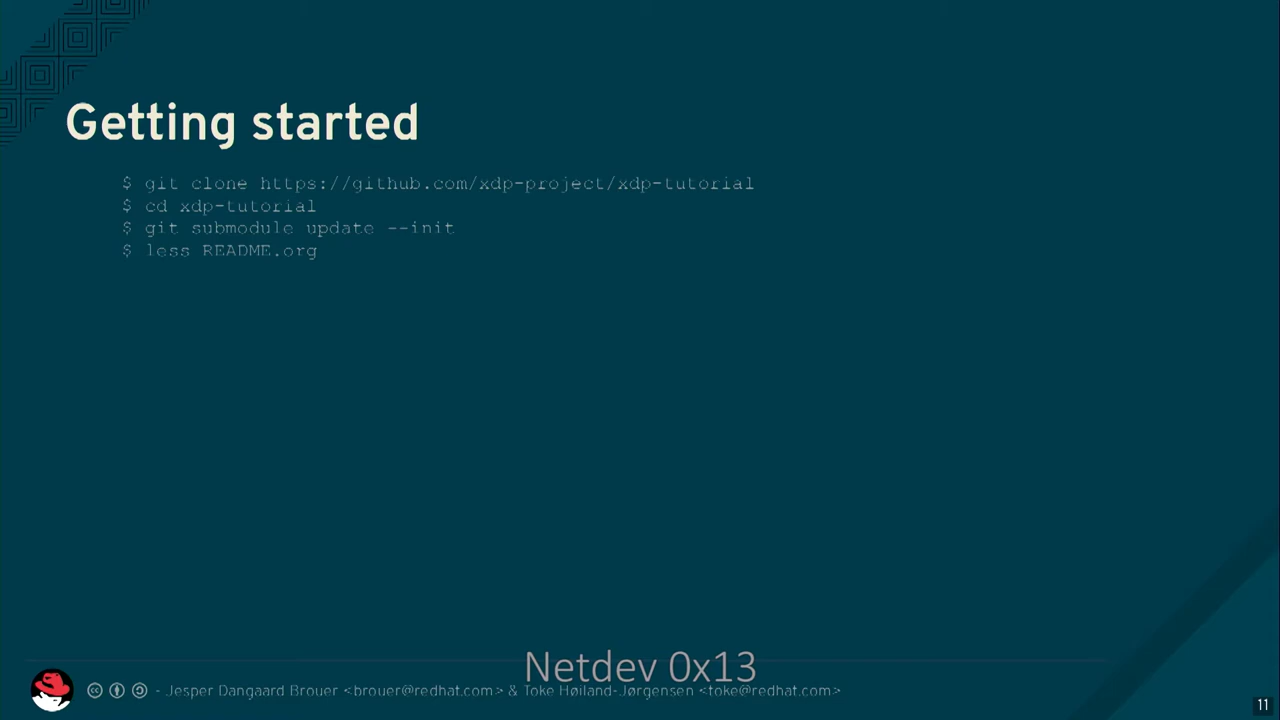 Getting started
$ git clone https://github.com/xdp-project/xdp-tutorial
$ cd xdp-tutorial
$ git submodule update --init
$ less README.org
Netdev 0x13
- Jesper Dangaard Brouer <brouer@redhat.com> & Toke Høiland-Jørgensen <toke@redhat.com>
11